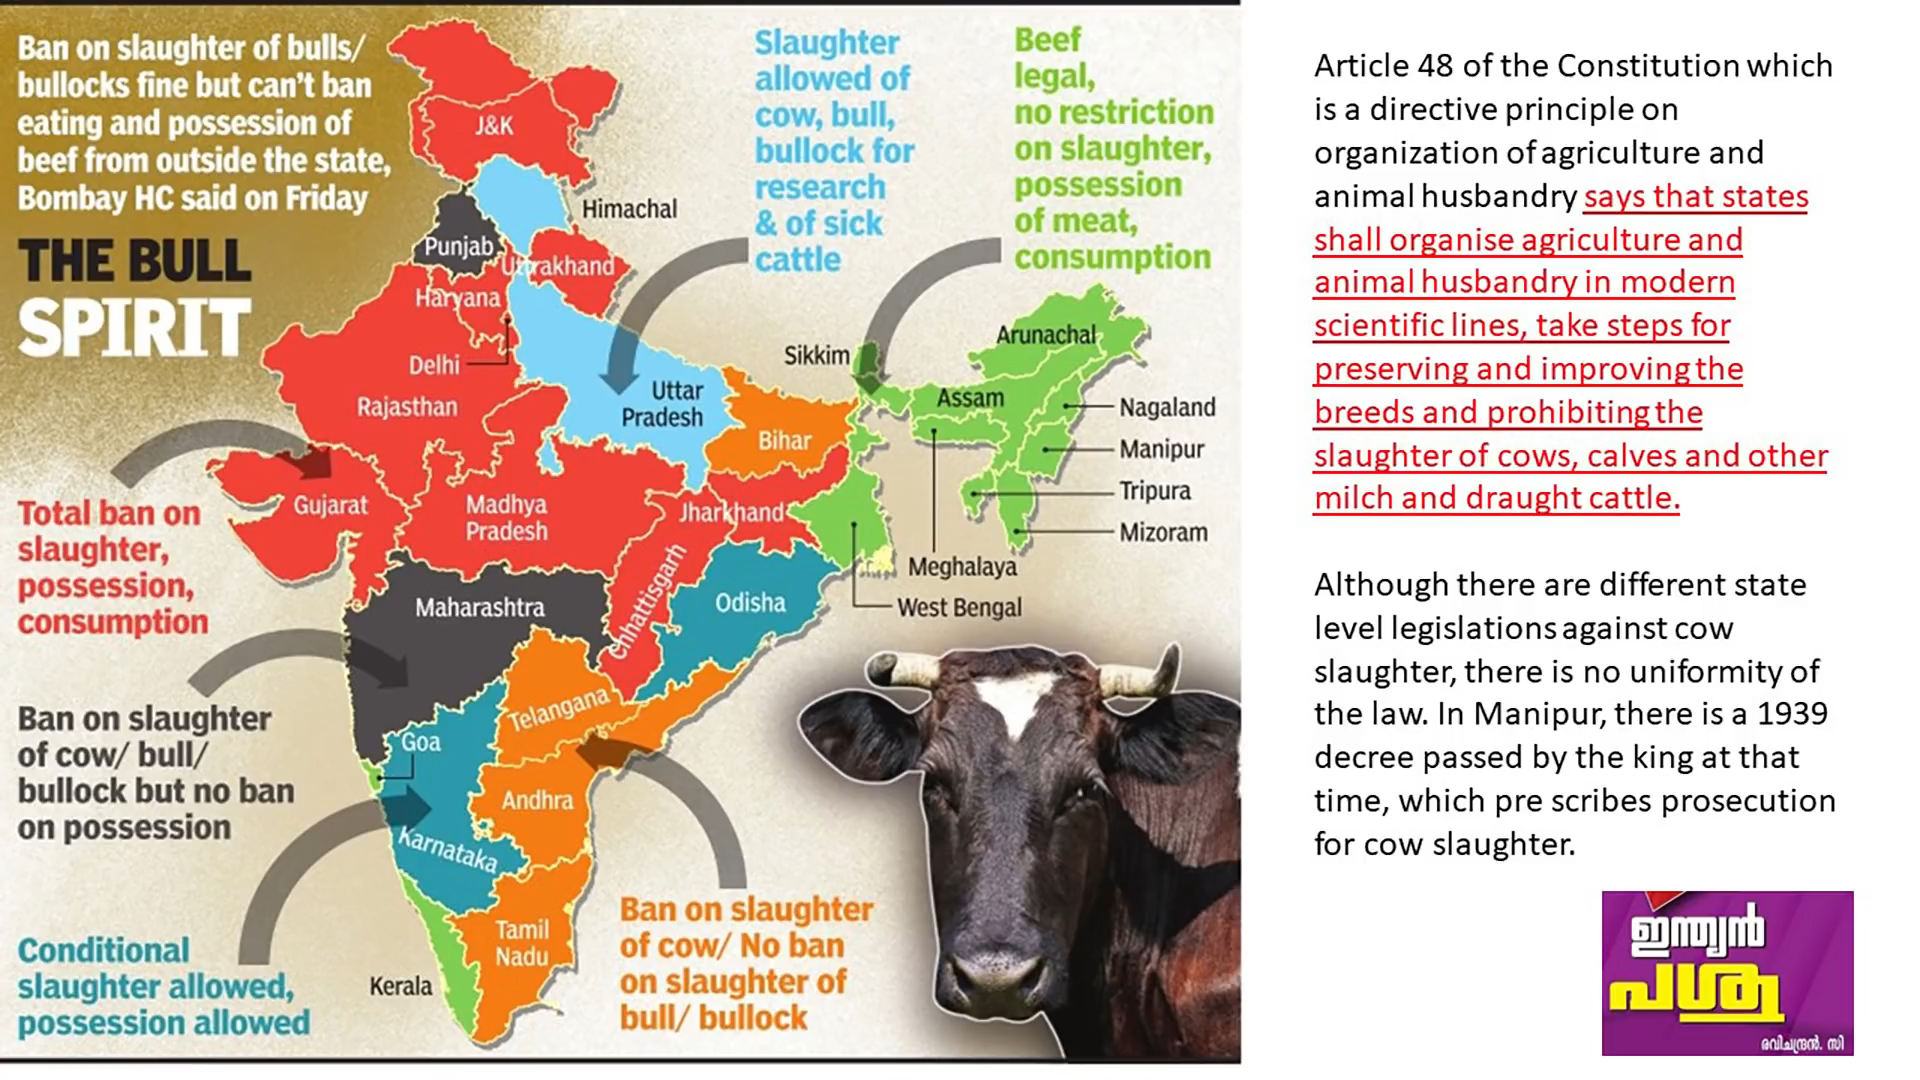 Ban on slaughter of bulls/
bullocks fine but can't ban
eating and possession of
beef from outside the state,
Bombay HC said on Friday
THE BULL
SPIRIT
Slaughter
allowed of
cow, bull,
bullock for
research
& of sick
cattle
Beef
legal,
no restriction
on slaughter,
possession
of meat,
consumption
J&K
Himachal
Punjab
Uttrakhand
Haryana
Delhi
Rajasthan
Uttar
Pradesh
Bihar
Sikkim
Arunachal
Assam
Nagaland
Manipur
Tripura
Mizoram
Meghalaya
West Bengal
Gujarat
Madhya
Pradesh
Jharkhand
Chhattisgarh
Odisha
Maharashtra
Telangana
Goa
Andhra
Karnataka
Tamil
Nadu
Kerala
Total ban on
slaughter,
possession,
consumption
Ban on slaughter
of cow/ bull/
bullock but no ban
on possession
Conditional
slaughter allowed,
possession allowed
Ban on slaughter
of cow/ No ban
on slaughter of
bull/ bullock
Article 48 of the Constitution which
is a directive principle on
organization of agriculture and
animal husbandry says that states
shall organise agriculture and
animal husbandry in modern
scientific lines, take steps for
preserving and improving the
breeds and prohibiting the
slaughter of cows, calves and other
milch and draught cattle.
Although there are different state
level legislations against cow
slaughter, there is no uniformity of
the law. In Manipur, there is a 1939
decree passed by the king at that
time, which pre scribes prosecution
for cow slaughter.
ഇന്ത്യൻ
പശു
രവിചന്ദ്രൻ. സി